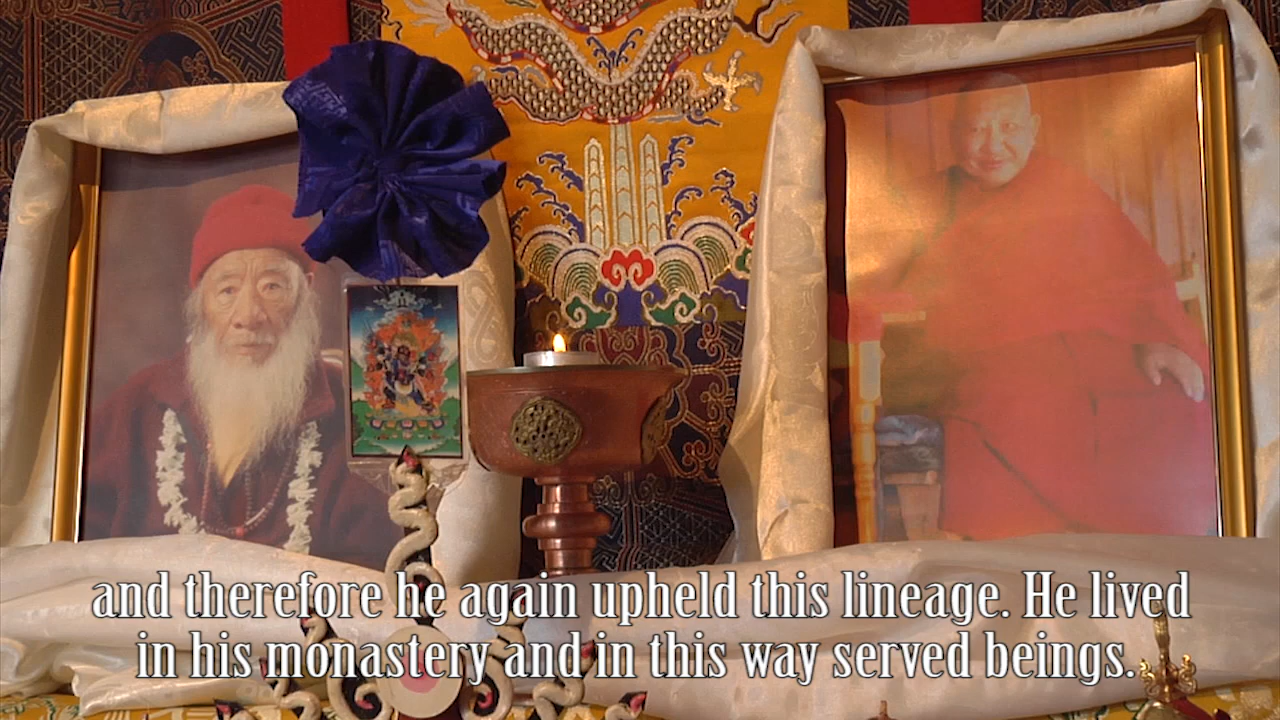 and therefore he again upheld this lineage. He lived
in his monastery and in this way served beings.